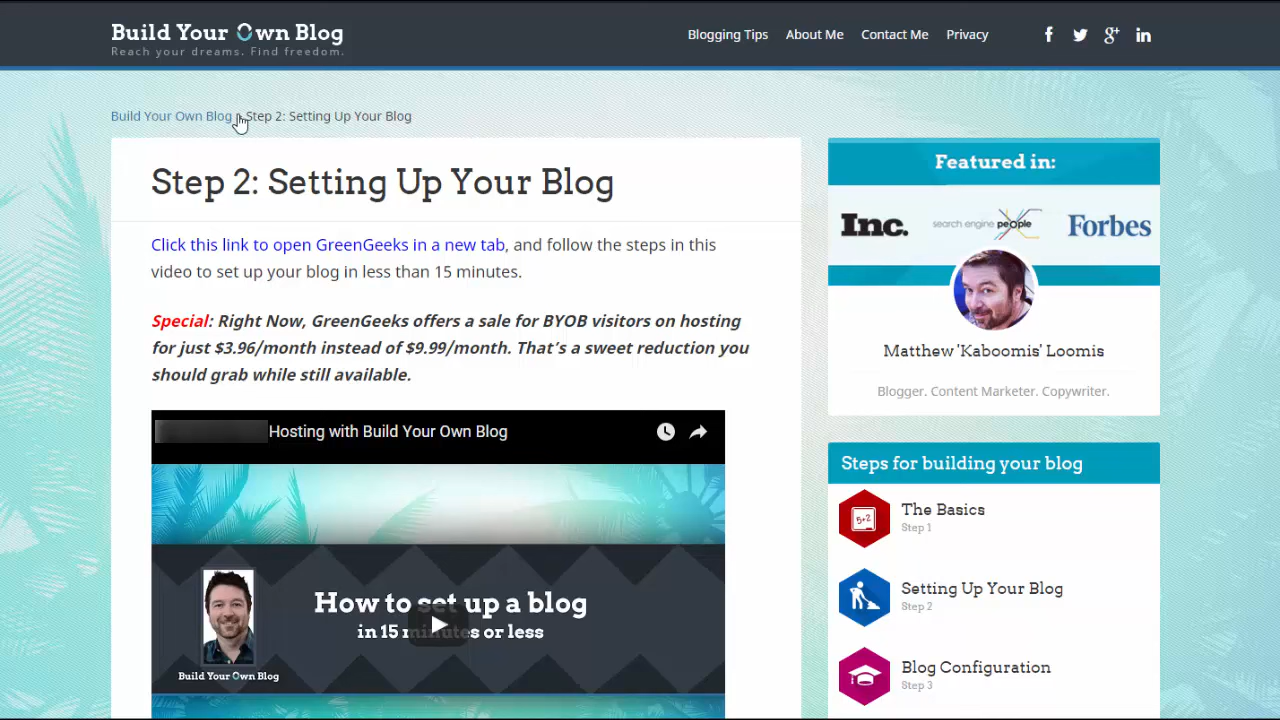 Build Your Own Blog
Reach your dreams. Find freedom.
Blogging Tips About Me Contact Me Privacy
Build Your Own Blog Step 2: Setting Up Your Blog
Step 2: Setting Up Your Blog
Click this link to open GreenGeeks in a new tab, and follow the steps in this
video to set up your blog in less than 15 minutes.
Special: Right Now, GreenGeeks offers a sale for BYOB visitors on hosting
for just $3.96/month instead of $9.99/month. That's a sweet reduction you
should grab while still available.
Hosting with Build Your Own Blog
How to set up a blog
in 15 minutes or less
Build Your Own Blog
Featured in:
Inc. search engine people Forbes
Matthew 'Kaboomis' Loomis
Blogger. Content Marketer. Copywriter.
Steps for building your blog
The Basics
Step 1
Setting Up Your Blog
Step 2
Blog Configuration
Step 3